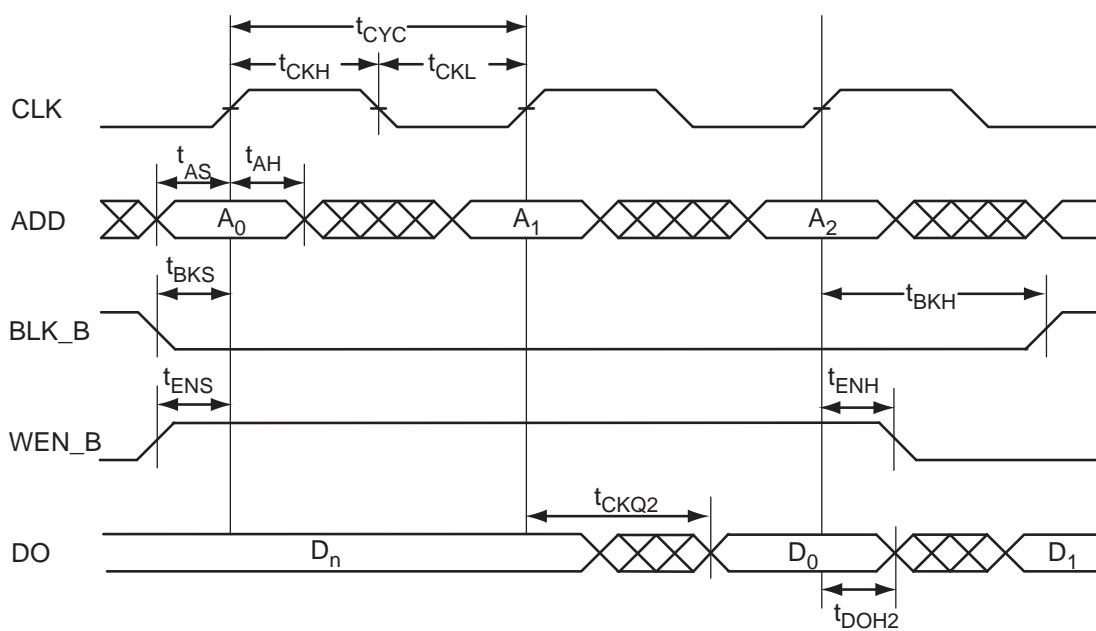 tCYC
tCKH tCKL
CLK
tAS tAH
ADD A0 A1 A2
tBKS
tBKH
BLK_B
tENS tENH
WEN_B
tCKQ2
DO Dn D0 D1
tDOH2